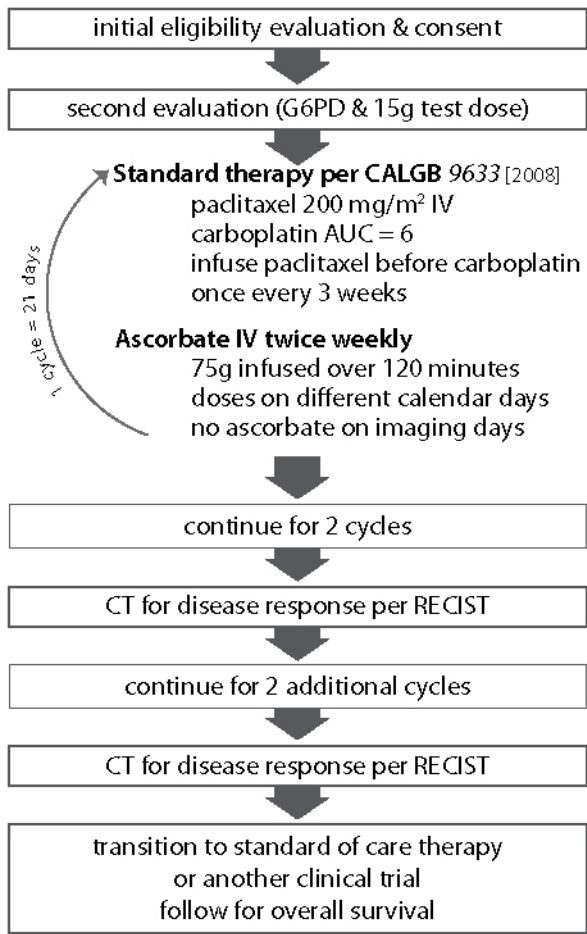 initial eligibility evaluation & consent
second evaluation (G6PD & 15g test dose)
Standard therapy per CALGB 9633 [2008]
paclitaxel 200 mg/m² IV
carboplatin AUC = 6
infuse paclitaxel before carboplatin
once every 3 weeks
1 cycle = 21 days
Ascorbate IV twice weekly
75g infused over 120 minutes
doses on different calendar days
no ascorbate on imaging days
continue for 2 cycles
CT for disease response per RECIST
continue for 2 additional cycles
CT for disease response per RECIST
transition to standard of care therapy
or another clinical trial
follow for overall survival